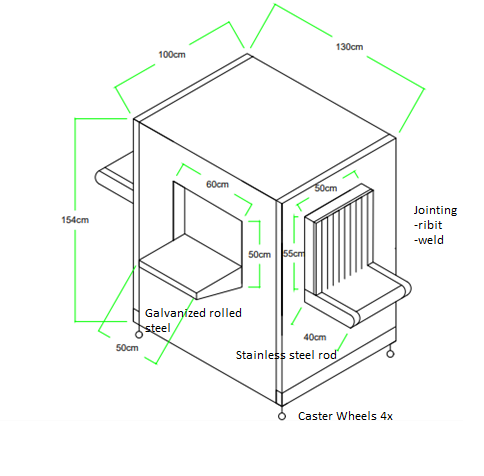 100cm
130cm
60cm
50cm
154cm
50cm
55cm
Jointing
-ribit
-weld
Galvanized rolled
steel
50cm
40cm
Stainless steel rod
Caster Wheels 4x